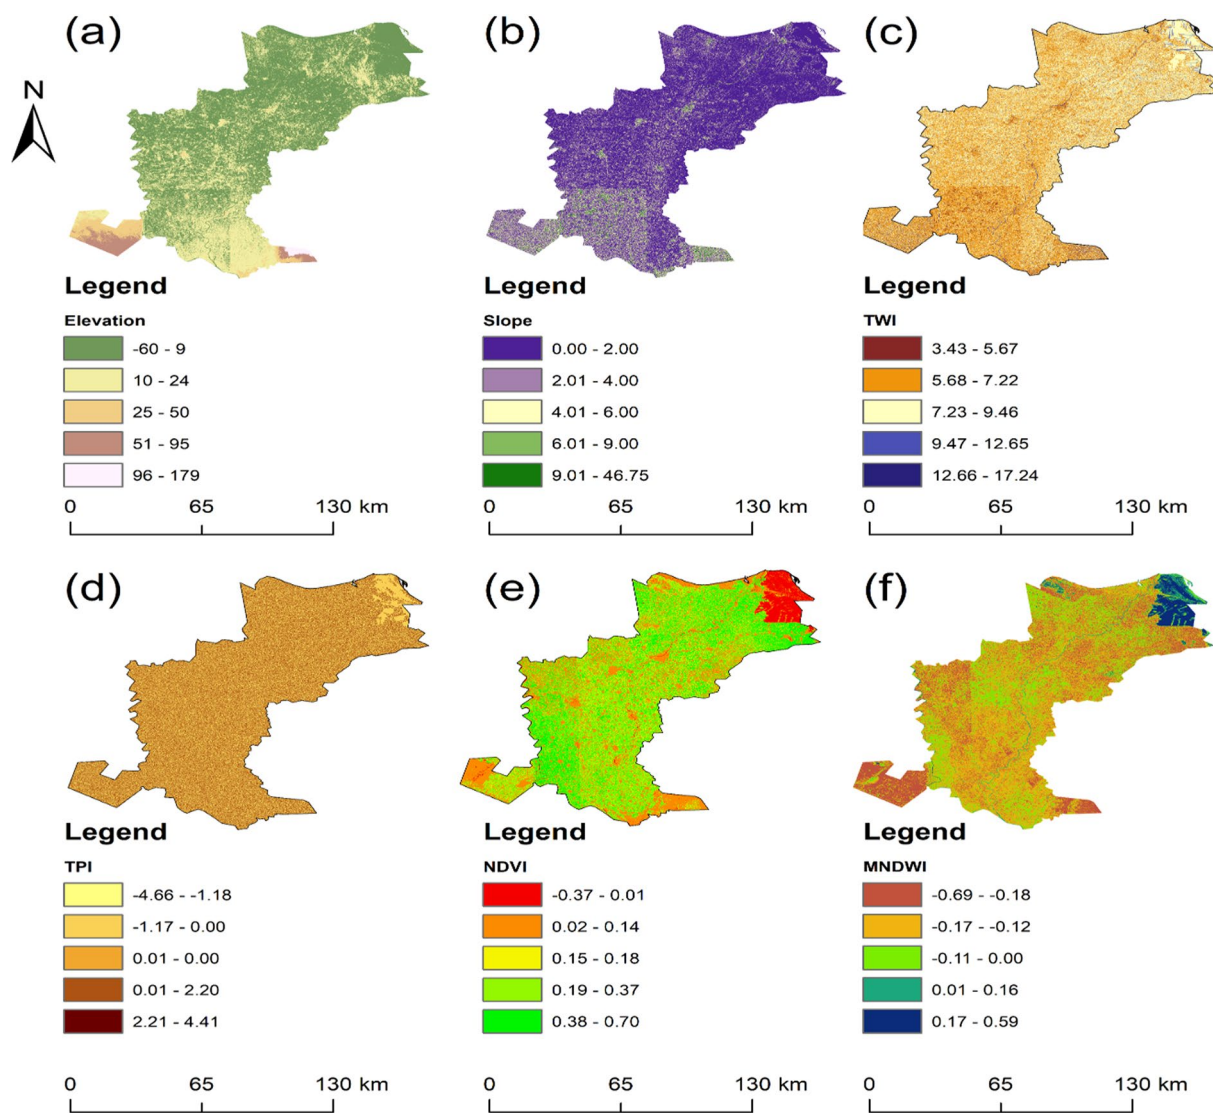 (a)
(b)
(c)
N
Legend
Elevation
-60 - 9
10 - 24
25 - 50
51 - 95
96 - 179
0 65 130 km
Legend
Slope
0.00 - 2.00
2.01 - 4.00
4.01 - 6.00
6.01 - 9.00
9.01 - 46.75
0 65 130 km
Legend
TWI
3.43 - 5.67
5.68 - 7.22
7.23 - 9.46
9.47 - 12.65
12.66 - 17.24
0 65 130 km
(d)
(e)
(f)
Legend
TPI
-4.66 - -1.18
-1.17 - 0.00
0.01 - 0.00
0.01 - 2.20
2.21 - 4.41
0 65 130 km
Legend
NDVI
-0.37 - 0.01
0.02 - 0.14
0.15 - 0.18
0.19 - 0.37
0.38 - 0.70
0 65 130 km
Legend
MNDWI
-0.69 - -0.18
-0.17 - -0.12
-0.11 - 0.00
0.01 - 0.16
0.17 - 0.59
0 65 130 km